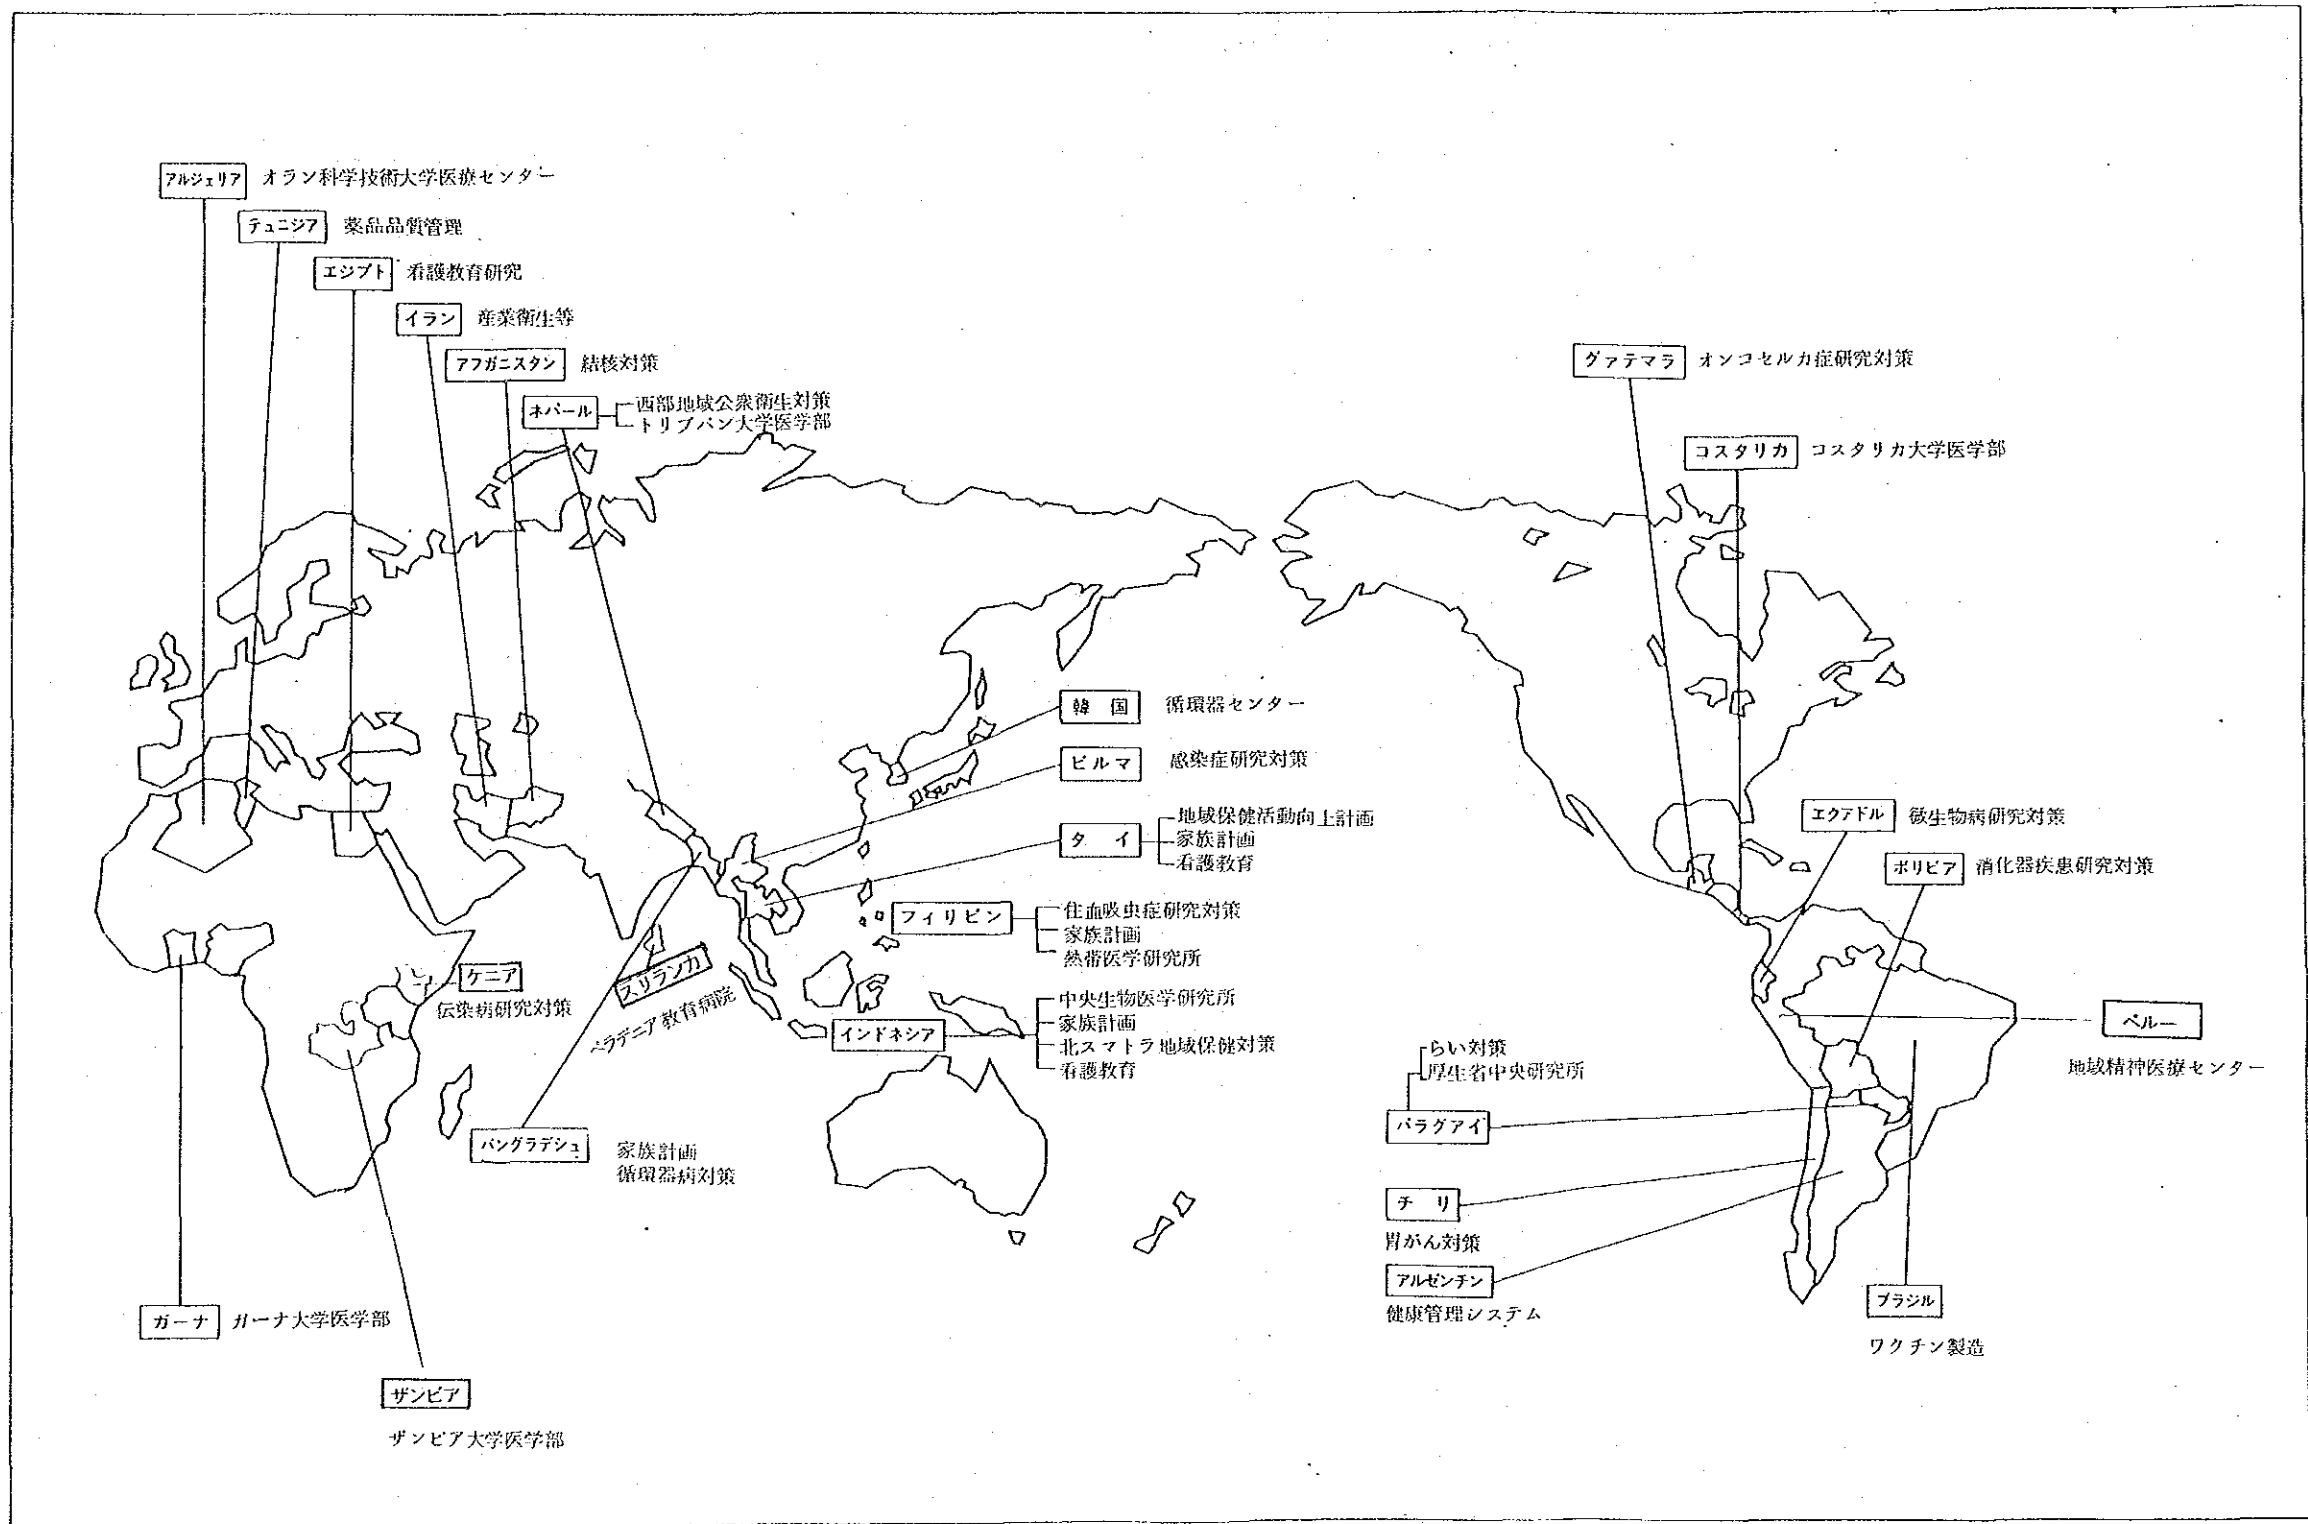 アルジェリア オラン科学技術大学医療センター
テュニジア 薬品品質管理
エジプト 看護教育研究
イラン 産業衛生等
アフガニスタン 結核対策
ネパール
西部地域公衆衛生対策
トリブバン大学医学部
グァテマラ オンコセルカ症研究対策
コスタリカ コスタリカ大学医学部
韓国 循環器センター
ビルマ 感染症研究対策
タイ
地域保健活動向上計画
家族計画
看護教育
エクアドル 微生物病研究対策
ボリビア 消化器疾患研究対策
フィリピン
住血吸虫症研究対策
家族計画
熱帯医学研究所
ケニア
伝染病研究対策
スリランカ
ペラデニア教育病院
インドネシア
中央生物医学研究所
家族計画
北スマトラ地域保健対策
看護教育
ペルー
地域精神医療センター
らい対策
厚生省中央研究所
パラグアイ
バングラデシュ
家族計画
循環器病対策
チリ
胃がん対策
アルゼンチン
健康管理システム
ブラジル
ワクチン製造
ガーナ ガーナ大学医学部
ザンビア
ザンビア大学医学部